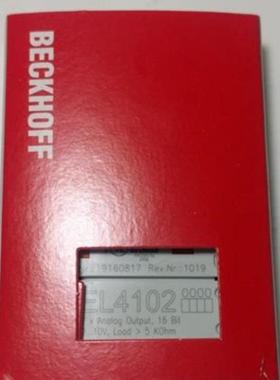 BECKHOFF
19160817 Rev Nr.:1019
EL4102 0000
x Analog Output, 16 Bit
10V, Load > 5 KOhm